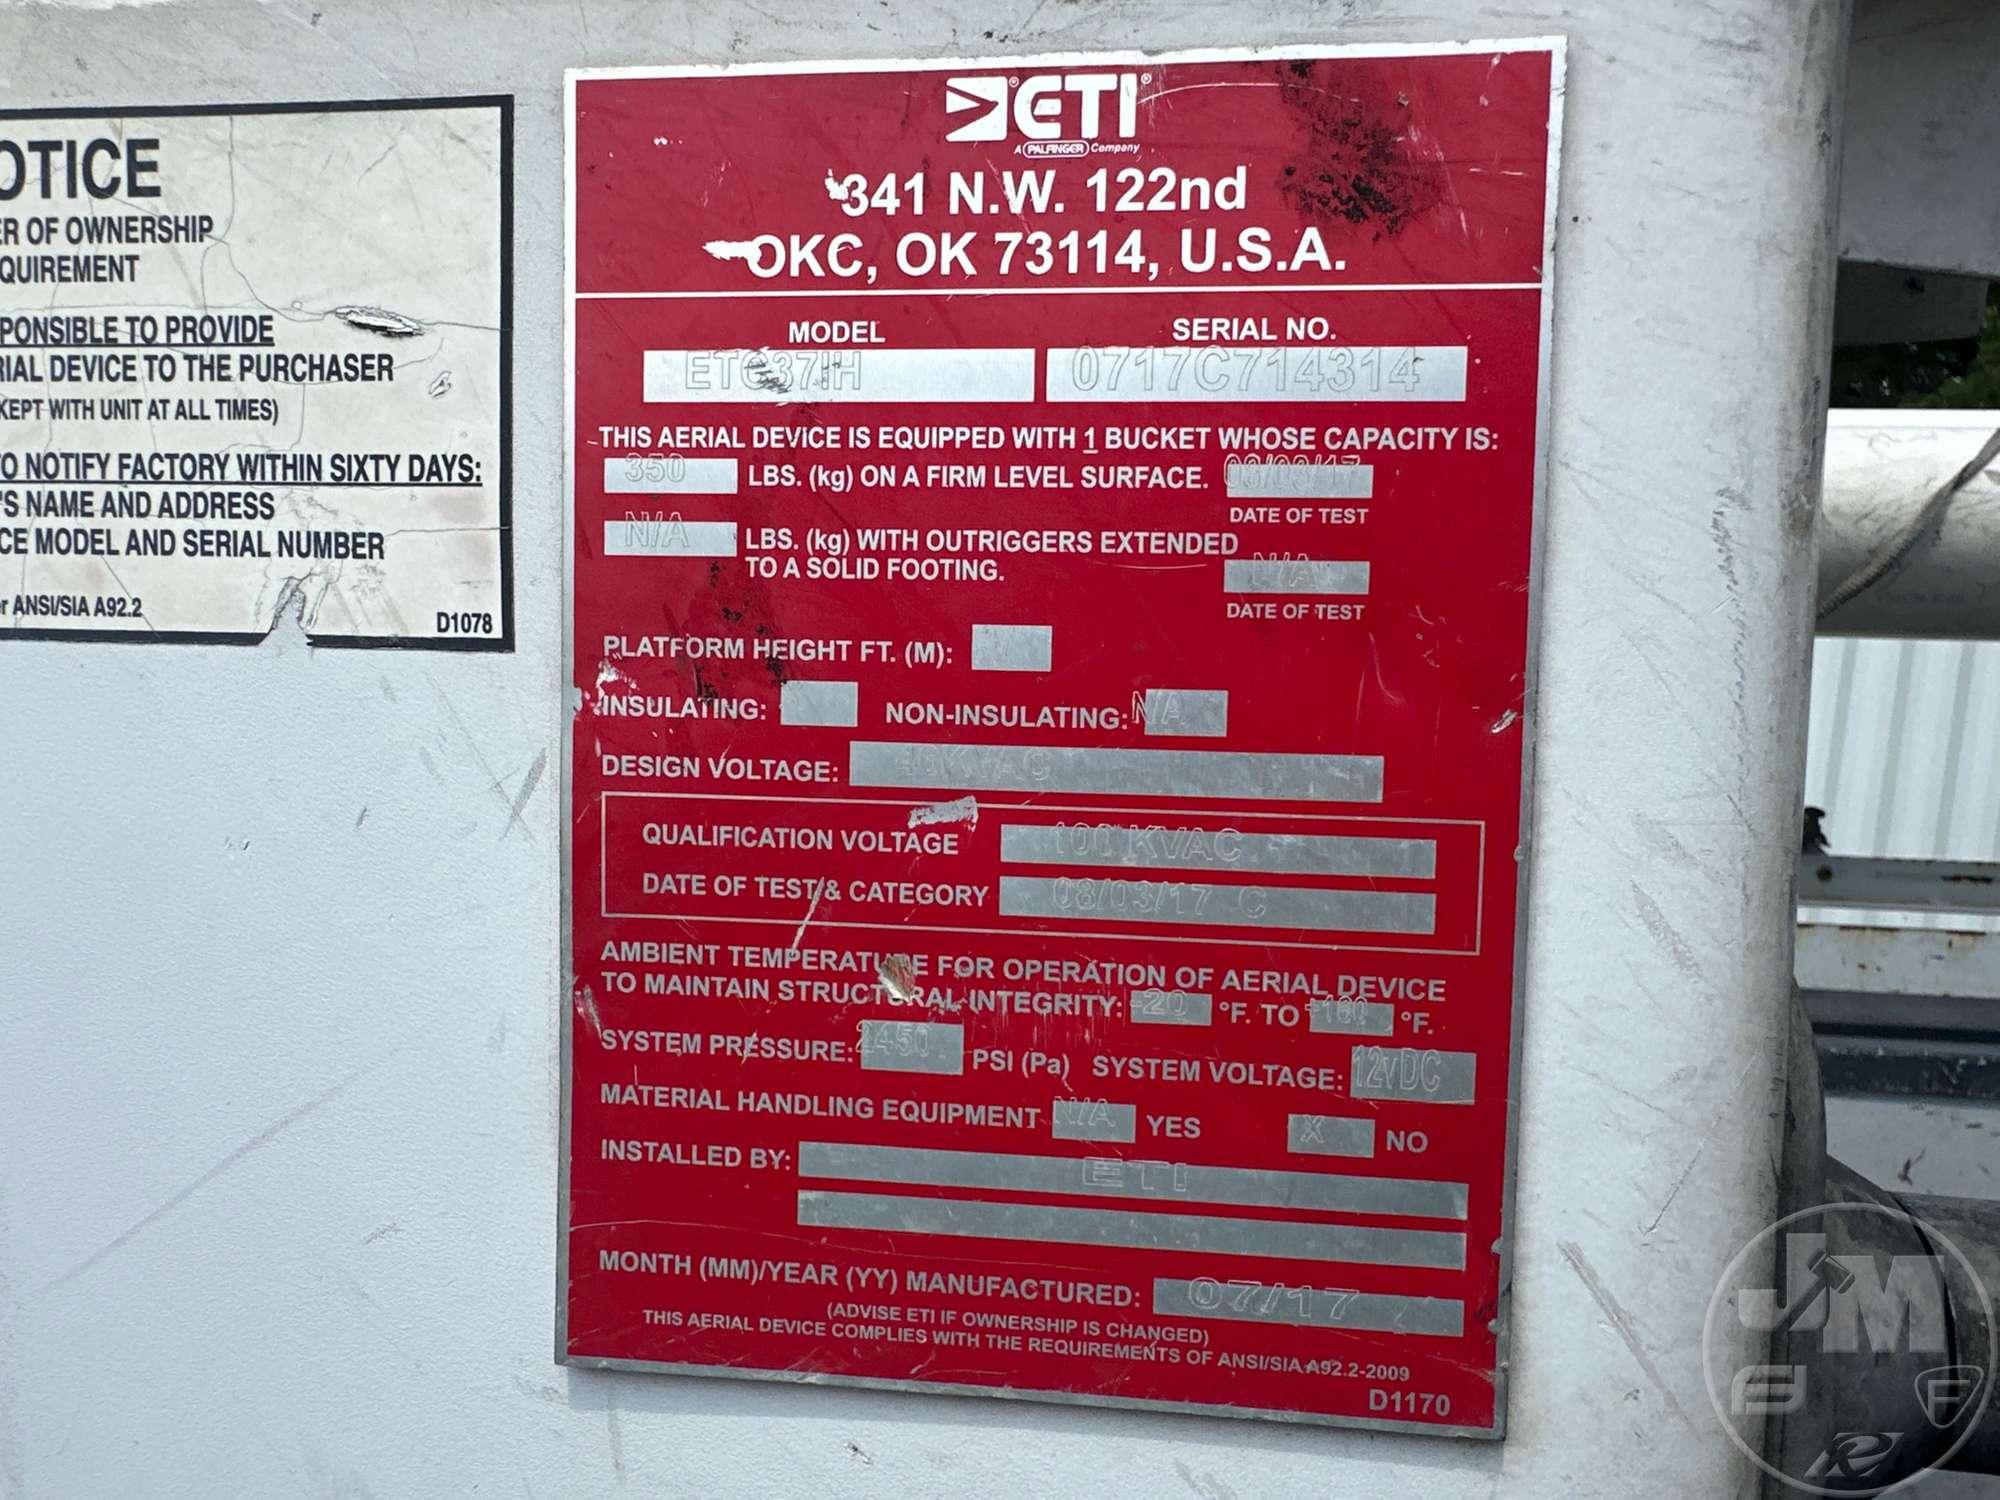 OTICE
ER OF OWNERSHIP
QUIREMENT
PONSIBLE TO PROVIDE
RIAL DEVICE TO THE PURCHASER
KEPT WITH UNIT AT ALL TIMES)
TO NOTIFY FACTORY WITHIN SIXTY DAYS:
'S NAME AND ADDRESS
CE MODEL AND SERIAL NUMBER
r ANSI/SIA A92.2 D1078
ETI
A PALFINGER Company
341 N.W. 122nd
OKC, OK 73114, U.S.A.
MODEL SERIAL NO.
ETC37IH 0717C714314
THIS AERIAL DEVICE IS EQUIPPED WITH 1 BUCKET WHOSE CAPACITY IS:
350 LBS. (kg) ON A FIRM LEVEL SURFACE. 08/03/17
DATE OF TEST
N/A LBS. (kg) WITH OUTRIGGERS EXTENDED
TO A SOLID FOOTING. N/A
DATE OF TEST
PLATFORM HEIGHT FT. (M):
INSULATING: NON-INSULATING: N/A
DESIGN VOLTAGE: 46KVAC
QUALIFICATION VOLTAGE 100 KVAC
DATE OF TEST & CATEGORY 08/03/17 C
AMBIENT TEMPERATURE FOR OPERATION OF AERIAL DEVICE
TO MAINTAIN STRUCTURAL INTEGRITY: -20 °F. TO °F.
SYSTEM PRESSURE: 2450 PSI (Pa) SYSTEM VOLTAGE: 12vDC
MATERIAL HANDLING EQUIPMENT N/A YES X NO
INSTALLED BY: ETI
MONTH (MM)/YEAR (YY) MANUFACTURED: 07/17
(ADVISE ETI IF OWNERSHIP IS CHANGED)
THIS AERIAL DEVICE COMPLIES WITH THE REQUIREMENTS OF ANSI/SIA A92.2-2009
D1170
JM